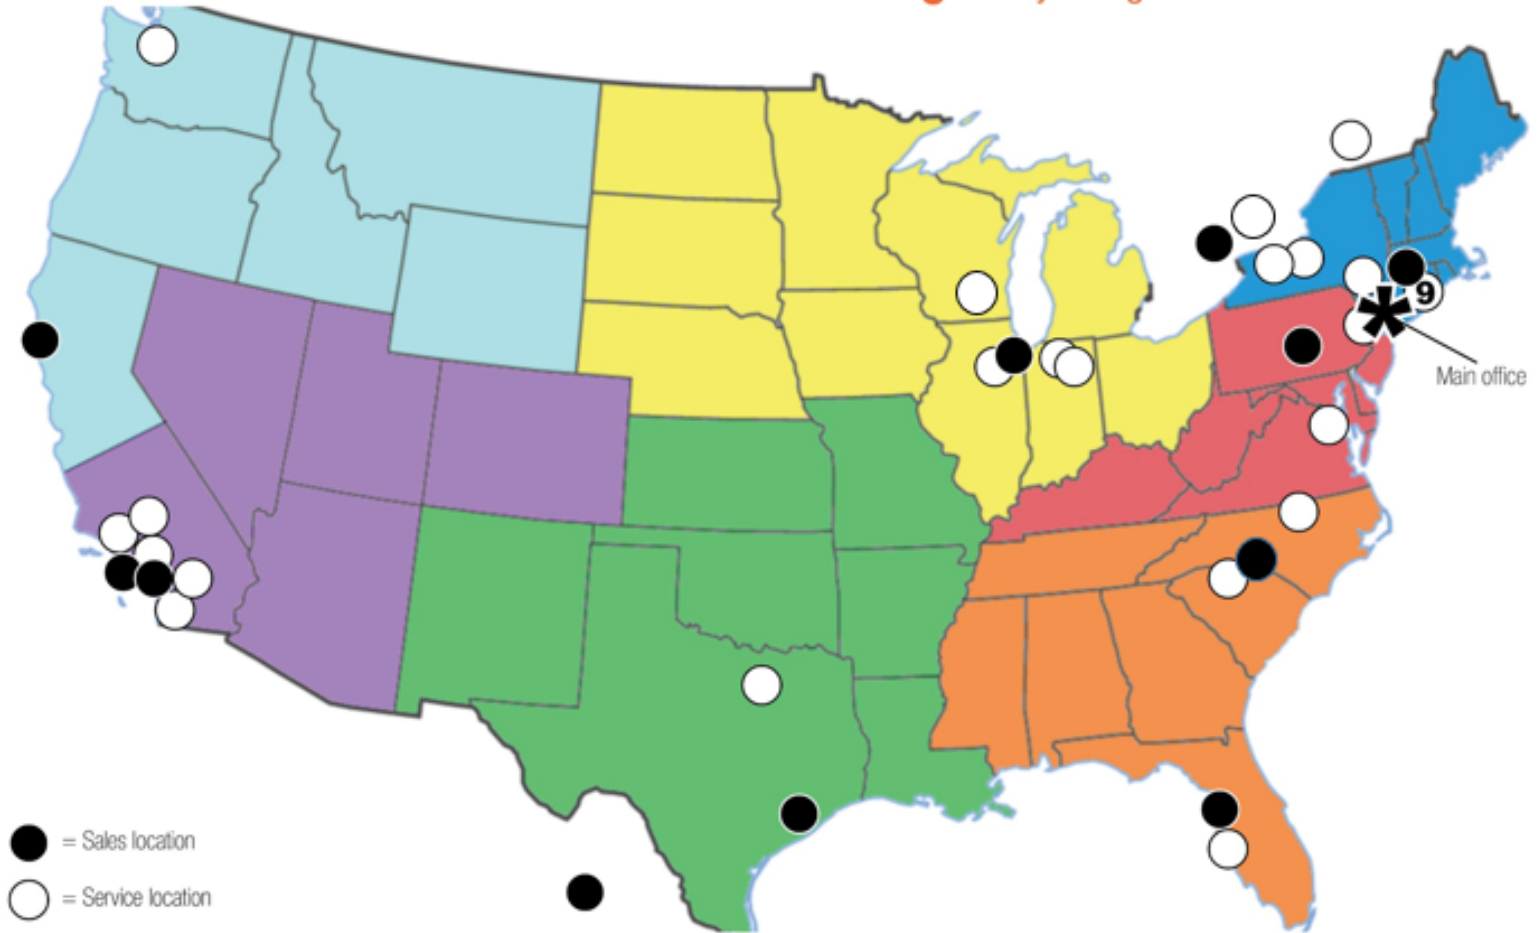 9
Main office
= Sales location
= Service location